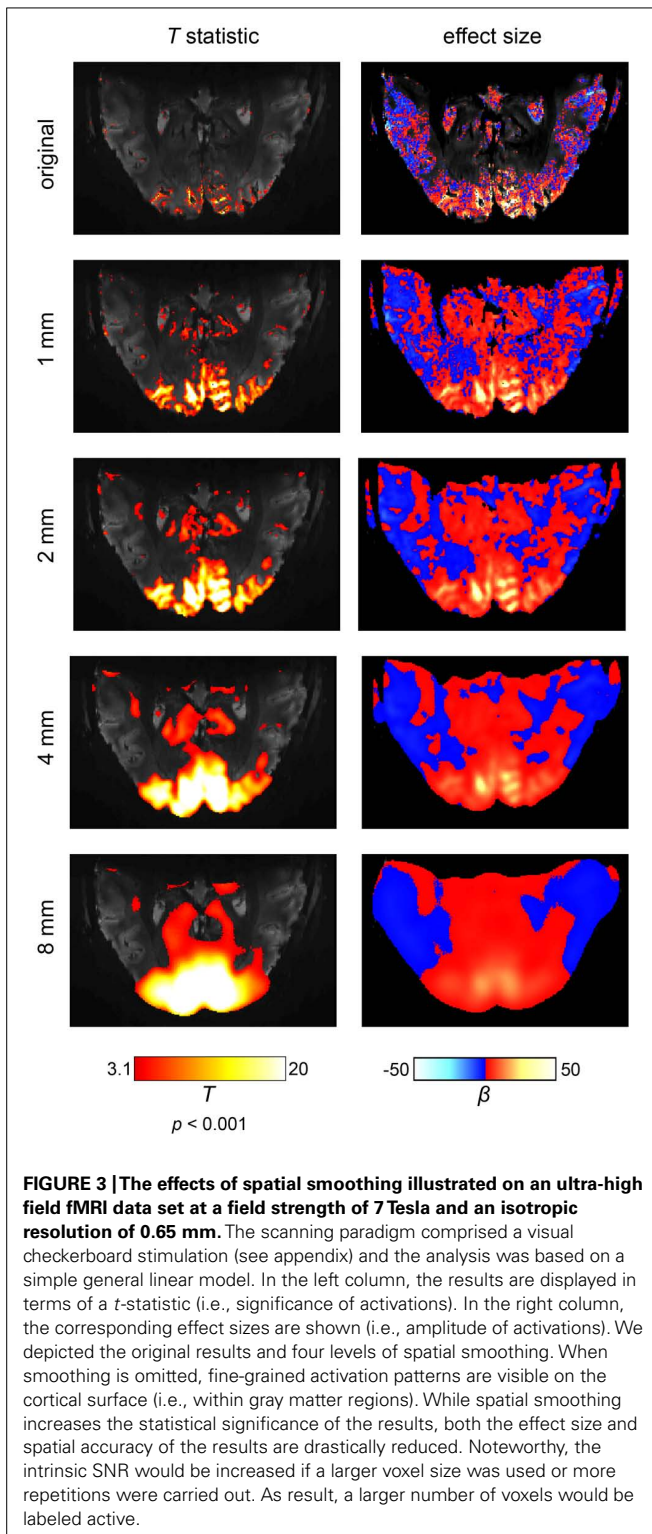 T statistic
effect size
original
1 mm
2 mm
4 mm
8 mm
3.1
20
T
p < 0.001
-50
50
β
FIGURE 3 | The effects of spatial smoothing illustrated on an ultra-high
field fMRI data set at a field strength of 7 Tesla and an isotropic
resolution of 0.65 mm. The scanning paradigm comprised a visual
checkerboard stimulation (see appendix) and the analysis was based on a
simple general linear model. In the left column, the results are displayed in
terms of a t-statistic (i.e., significance of activations). In the right column,
the corresponding effect sizes are shown (i.e., amplitude of activations). We
depicted the original results and four levels of spatial smoothing. When
smoothing is omitted, fine-grained activation patterns are visible on the
cortical surface (i.e., within gray matter regions). While spatial smoothing
increases the statistical significance of the results, both the effect size and
spatial accuracy of the results are drastically reduced. Noteworthy, the
intrinsic SNR would be increased if a larger voxel size was used or more
repetitions were carried out. As result, a larger number of voxels would be
labeled active.